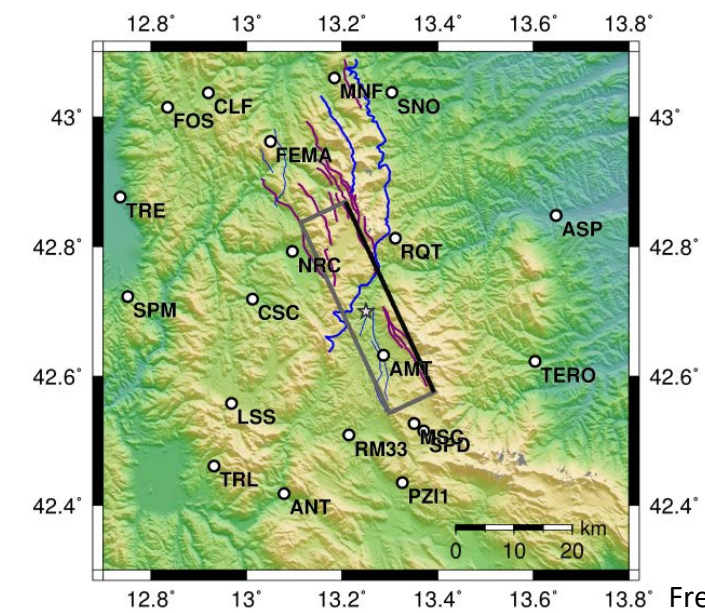 12.8˚ 13˚ 13.2˚ 13.4˚ 13.6˚ 13.8˚
MNF
CLF SNO
FOS
43˚ 43˚
FEMA
TRE
ASP
42.8˚ RQT 42.8˚
NRC
SPM CSC
AMT
42.6˚ TERO 42.6˚
LSS
MSC
RM33 SPD
TRL
PZI1
ANT
42.4˚ 42.4˚
km
0 10 20
12.8˚ 13˚ 13.2˚ 13.4˚ 13.6˚ 13.8˚ Fre